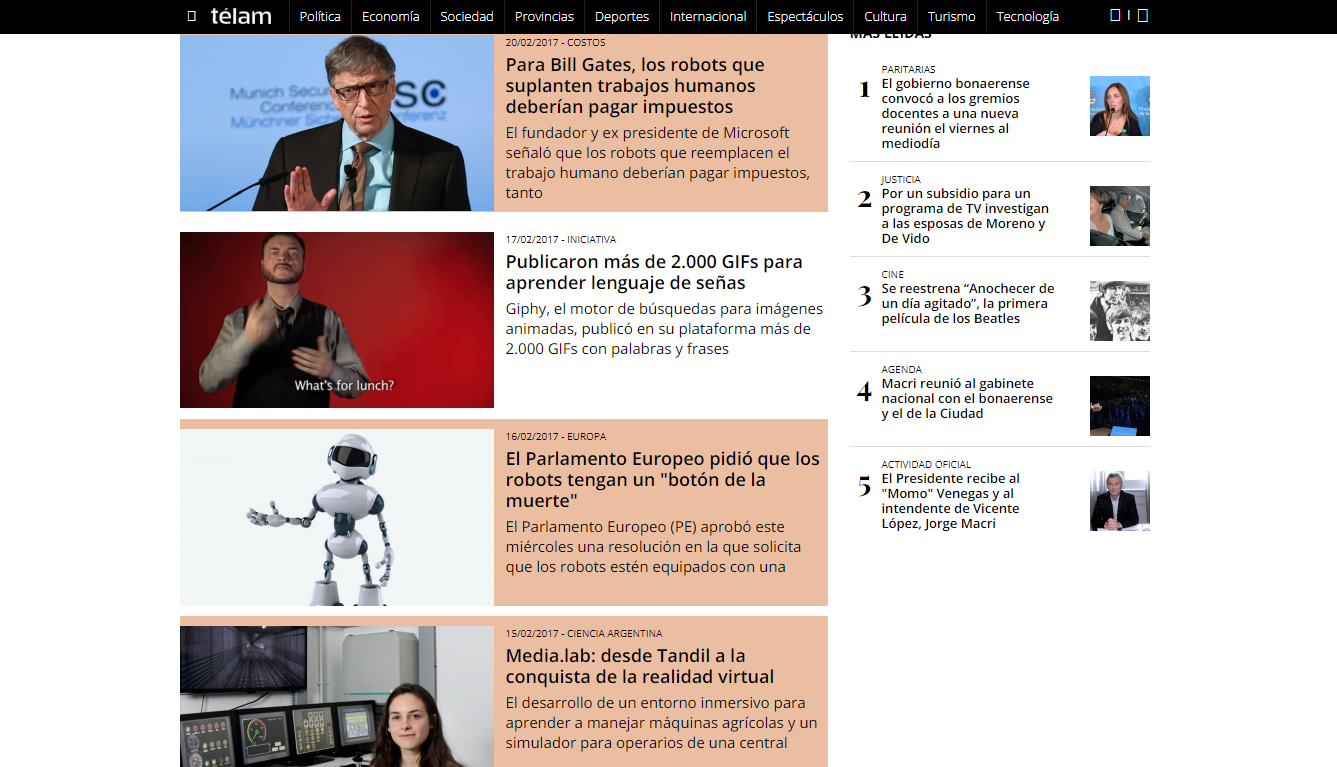 télam
Política
Economía
Sociedad
Provincias
Deportes
Internacional
Espectáculos
Cultura
Turismo
Tecnología
Munich Secu
Conference
Münchner Sich
SC
nferenz
20/02/2017 - COSTOS
Para Bill Gates, los robots que
suplanten trabajos humanos
deberían pagar impuestos
El fundador y ex presidente de Microsoft
señaló que los robots que reemplacen el
trabajo humano deberían pagar impuestos,
tanto
What's for lunch?
17/02/2017 - INICIATIVA
Publicaron más de 2.000 GIFs para
aprender lenguaje de señas
Giphy, el motor de búsquedas para imágenes
animadas, publicó en su plataforma más de
2.000 GIFs con palabras y frases
16/02/2017 - EUROPA
El Parlamento Europeo pidió que los
robots tengan un "botón de la
muerte"
El Parlamento Europeo (PE) aprobó este
miércoles una resolución en la que solicita
que los robots estén equipados con una
15/02/2017 - CIENCIA ARGENTINA
Media.lab: desde Tandil a la
conquista de la realidad virtual
El desarrollo de un entorno inmersivo para
aprender a manejar máquinas agrícolas y un
simulador para operarios de una central
MÁS LEÍDAS
1
PARITARIAS
El gobierno bonaerense
convocó a los gremios
docentes a una nueva
reunión el viernes al
mediodía
2
JUSTICIA
Por un subsidio para un
programa de TV investigan
a las esposas de Moreno y
De Vido
3
CINE
Se reestrena “Anochecer de
un día agitado”, la primera
película de los Beatles
4
AGENDA
Macri reunió al gabinete
nacional con el bonaerense
y el de la Ciudad
5
ACTIVIDAD OFICIAL
El Presidente recibe al
"Momo" Venegas y al
intendente de Vicente
López, Jorge Macri